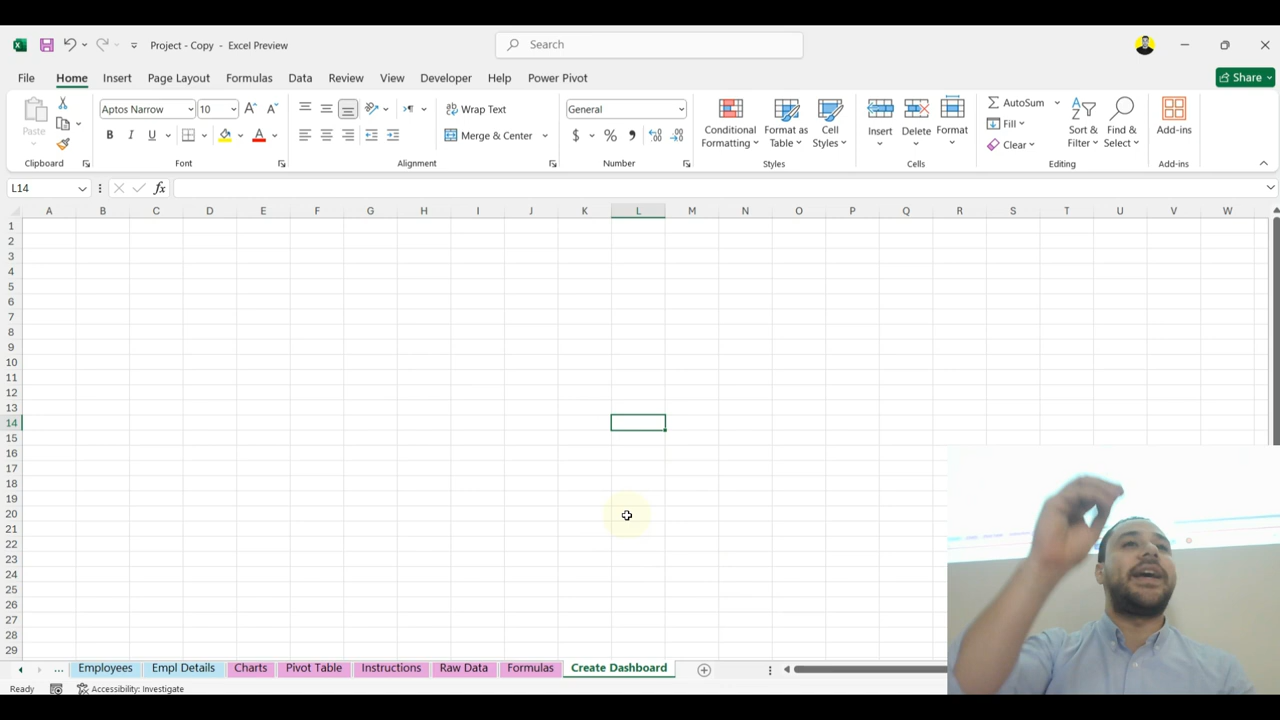 Project - Copy - Excel Preview
Search
File Home Insert Page Layout Formulas Data Review View Developer Help Power Pivot
Share
Paste
Clipboard
Aptos Narrow 10
B I U
Font
Wrap Text
Merge & Center
Alignment
General
$ % ,
Number
Conditional Formatting
Format as Table
Cell Styles
Styles
Insert
Delete
Format
Cells
AutoSum
Fill
Clear
Sort & Filter
Find & Select
Editing
Add-ins
Add-ins
L14
fx
A B C D E F G H I J K L M N O P Q R S T U V W
1
2
3
4
5
6
7
8
9
10
11
12
13
14
15
16
17
18
19
20
21
22
23
24
25
26
27
28
29
... Employees Empl Details Charts Pivot Table Instructions Raw Data Formulas Create Dashboard
Ready Accessibility: Investigate